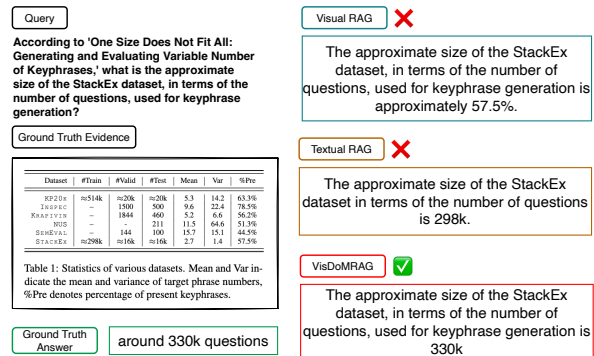 Query
According to 'One Size Does Not Fit All:
Generating and Evaluating Variable Number
of Keyphrases,' what is the approximate
size of the StackEx dataset, in terms of the
number of questions, used for keyphrase
generation?
Ground Truth Evidence
Dataset | #Train | #Valid | #Test | Mean | Var | %Pre
KP20K ≈514k ≈20k ≈20k 5.3 14.2 63.3%
INSPEC – 1500 500 9.6 22.4 78.5%
KRAPIVIN – 1844 460 5.2 6.6 56.2%
NUS - - 211 11.5 64.6 51.3%
SEMEVAL – 144 100 15.7 15.1 44.5%
STACKEX ≈298k ≈16k ≈16k 2.7 1.4 57.5%
Table 1: Statistics of various datasets. Mean and Var in-
dicate the mean and variance of target phrase numbers,
%Pre denotes percentage of present keyphrases.
Ground Truth
Answer
around 330k questions
Visual RAG
The approximate size of the StackEx
dataset, in terms of the number of
questions, used for keyphrase generation is
approximately 57.5%.
Textual RAG
The approximate size of the StackEx
dataset in terms of the number of questions
is 298k.
VisDoMRAG
The approximate size of the StackEx
dataset, in terms of the number of
questions, used for keyphrase generation is
330k